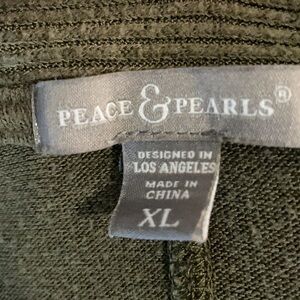 PEACE & PEARLS®
DESIGNED IN
LOS ANGELES
MADE IN
CHINA
XL